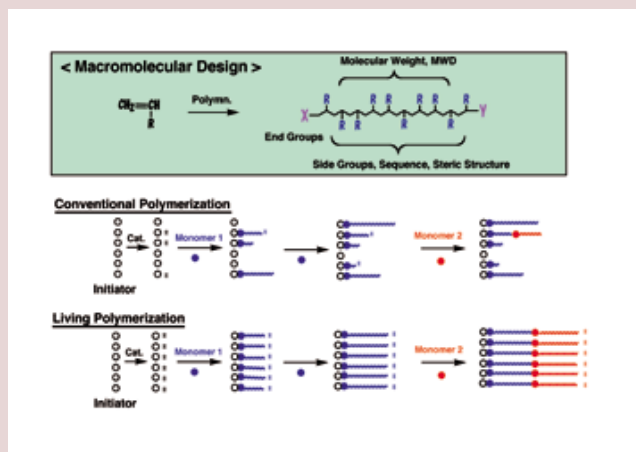 < Macromolecular Design >
Molecular Weight, MWD
CH2=CH
R
Polymn.
R R R R R R
X
Y
R R R R
End Groups
Side Groups, Sequence, Steric Structure
Conventional Polymerization
Cat.
Monomer 1
Monomer 2
Initiator
Living Polymerization
Cat.
Monomer 1
Monomer 2
Initiator